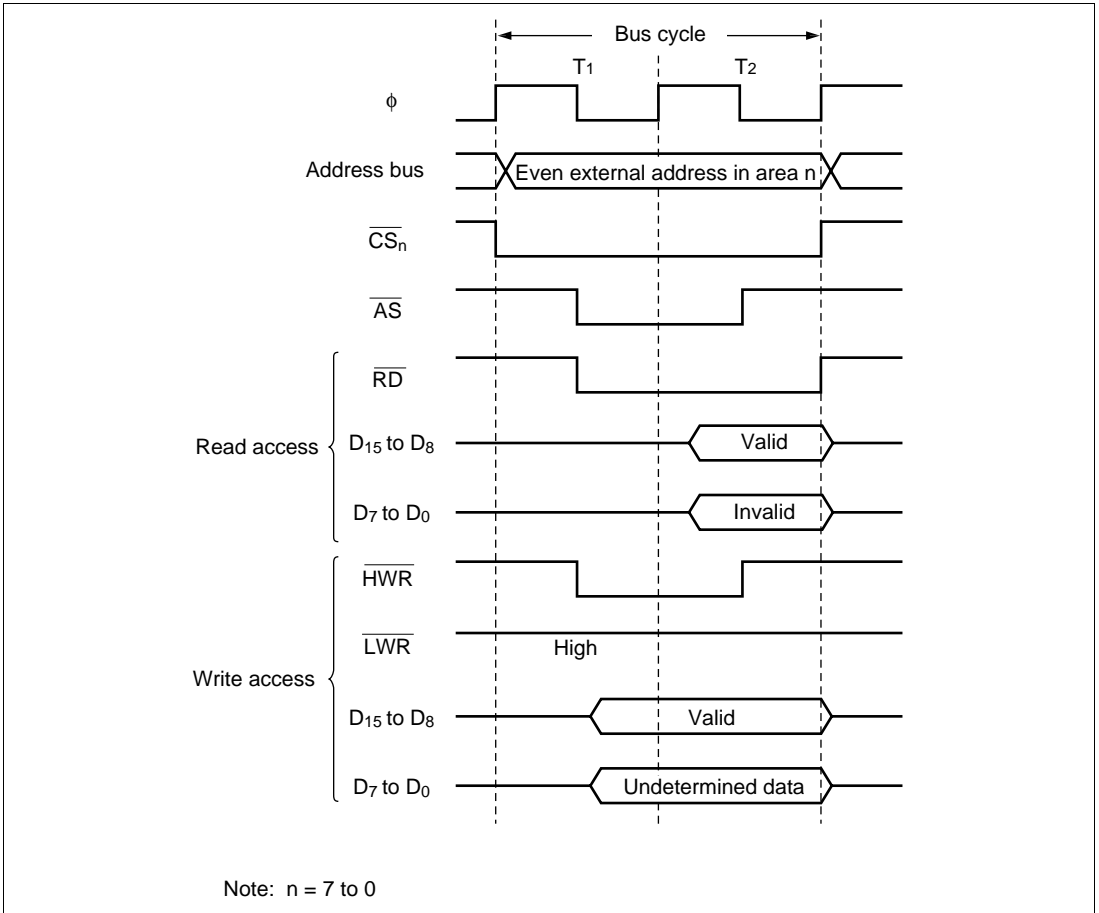 Bus cycle
T1 T2
φ
Address bus Even external address in area n
CSn
AS
RD
Read access D15 to D8 Valid
D7 to D0 Invalid
HWR
LWR High
Write access
D15 to D8 Valid
D7 to D0 Undetermined data
Note: n = 7 to 0